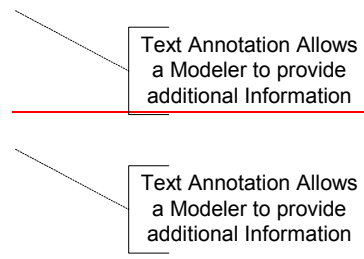 Text Annotation Allows
a Modeler to provide
additional Information
Text Annotation Allows
a Modeler to provide
additional Information